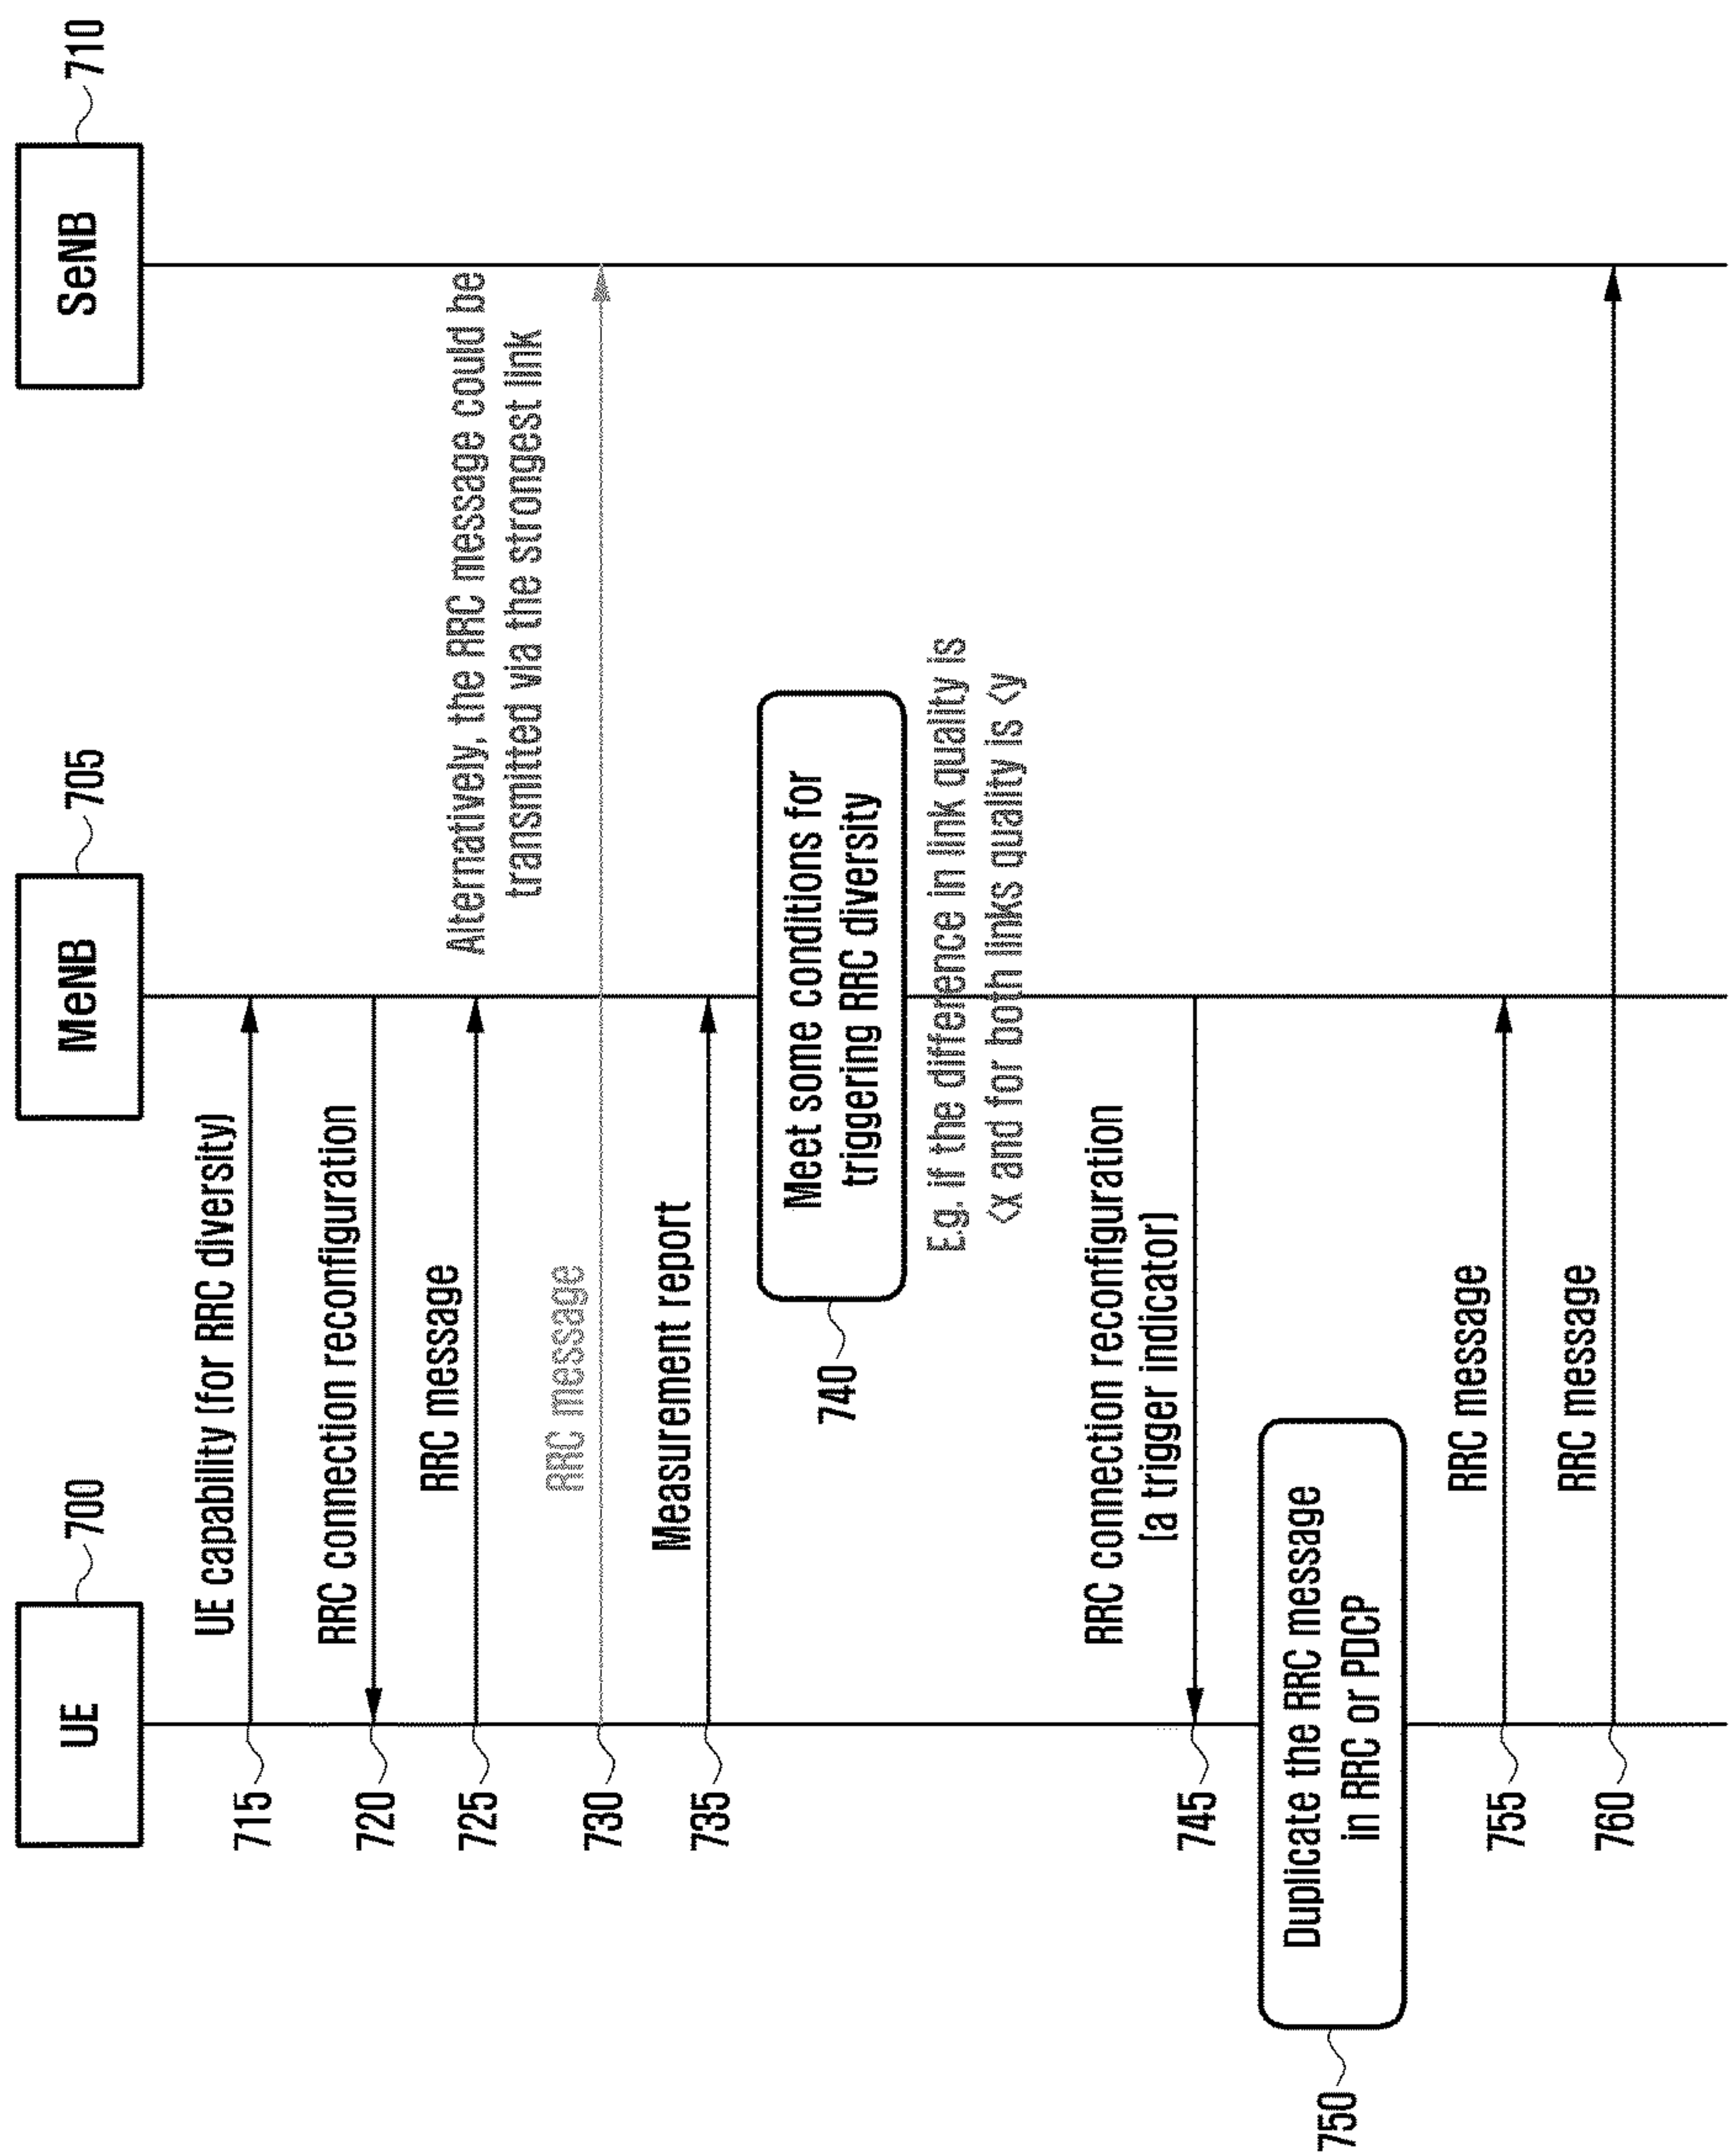 UE
700
MeNB
705
SeNB
710
715
UE capability (for RRC diversity)
720
RRC connection reconfiguration
725
RRC message
Alternatively, the RRC message could be
transmitted via the strongest link
730
RRC message
735
Measurement report
740
Meet some conditions for
triggering RRC diversity
E.g. if the difference in link quality is
<x and for both links quality is <y
745
RRC connection reconfiguration
(a trigger indicator)
750
Duplicate the RRC message
in RRC or PDCP
755
RRC message
760
RRC message